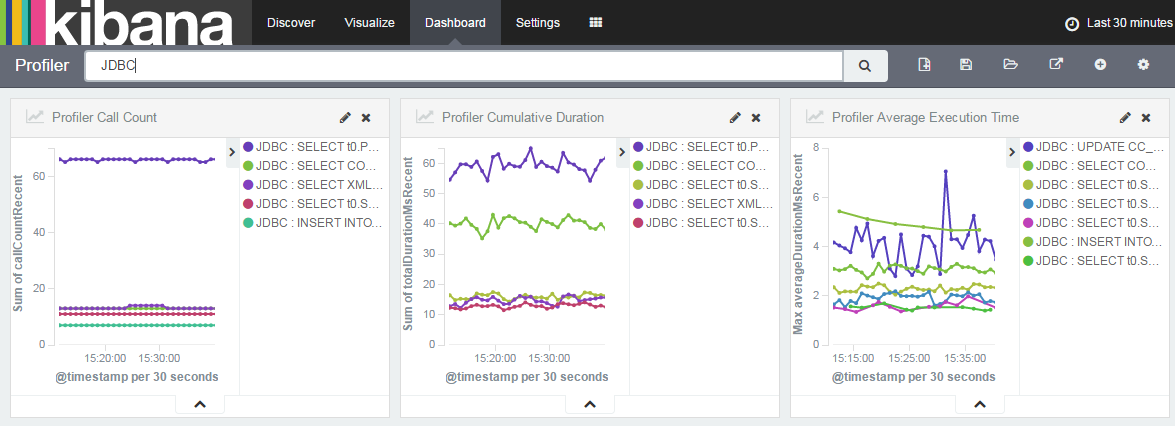 kibana
Discover Visualize Dashboard Settings Last 30 minutes
Profiler JDBC
Profiler Call Count
Sum of callCountRecent
60
40
20
0
15:20:00 15:30:00
@timestamp per 30 seconds
JDBC : SELECT t0.P...
JDBC : SELECT CO...
JDBC : SELECT XML...
JDBC : SELECT t0.S...
JDBC : INSERT INTO...
Profiler Cumulative Duration
Sum of totalDurationMsRecent
60
50
40
30
20
10
0
15:20:00 15:30:00
@timestamp per 30 seconds
JDBC : SELECT t0.P...
JDBC : SELECT CO...
JDBC : SELECT t0.S...
JDBC : SELECT XML...
JDBC : SELECT t0.S...
Profiler Average Execution Time
Max averageDurationMsRecent
8
6
4
2
0
15:15:00 15:25:00 15:35:00
@timestamp per 30 seconds
JDBC : UPDATE CC_...
JDBC : SELECT CO...
JDBC : SELECT t0.S...
JDBC : SELECT t0.S...
JDBC : SELECT t0.S...
JDBC : INSERT INTO...
JDBC : SELECT t0.S...